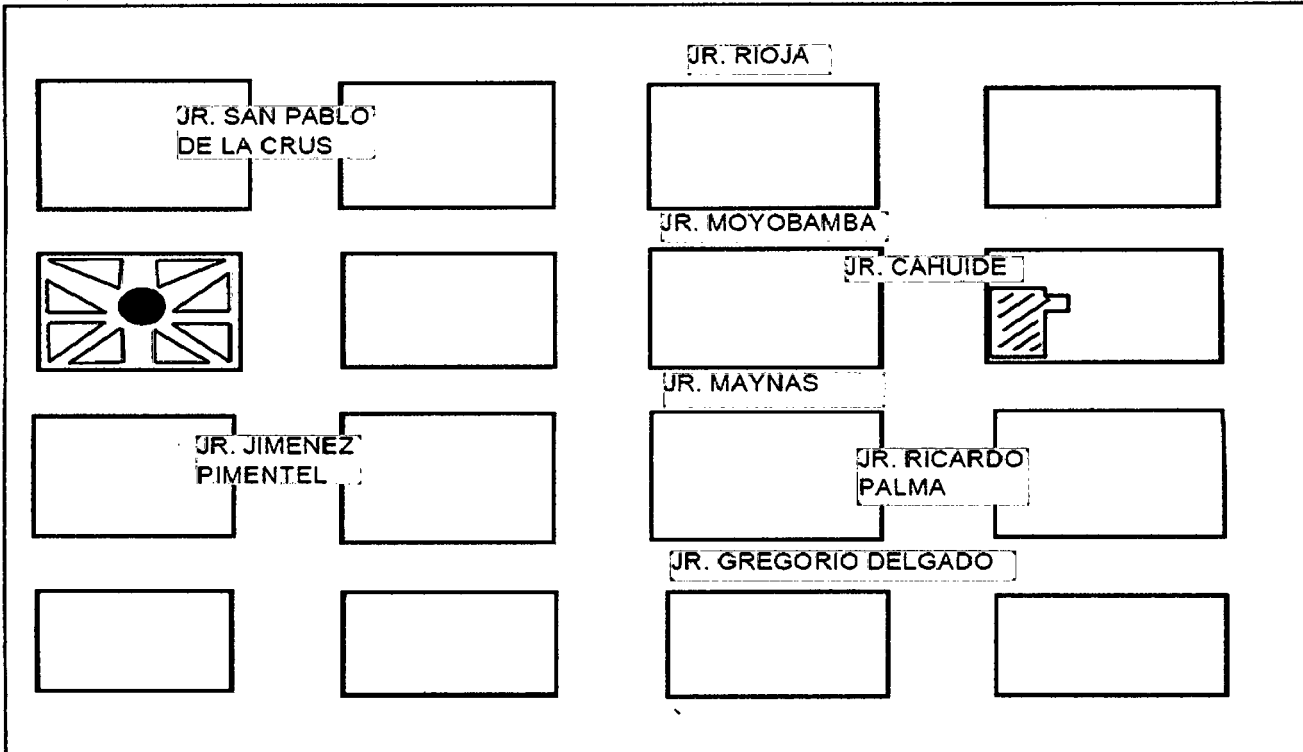 JR. RIOJA
JR. SAN PABLO
DE LA CRUS
JR. MOYOBAMBA
JR. CAHUIDE
JR. MAYNAS
JR. JIMENEZ
PIMENTEL
JR. RICARDO
PALMA
JR. GREGORIO DELGADO